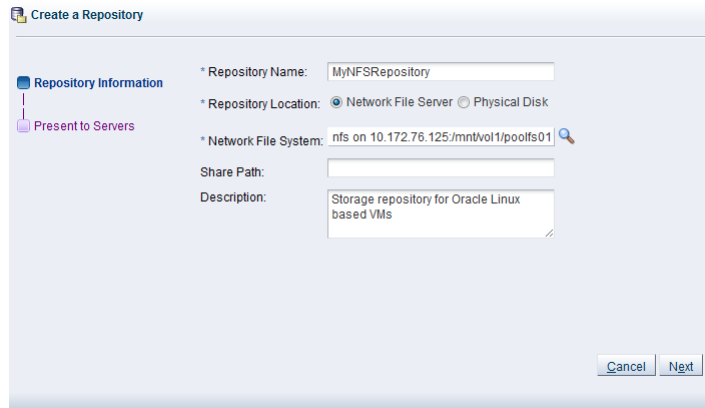 Create a Repository
Repository Information
Present to Servers
* Repository Name: MyNFSRepository
* Repository Location: Network File Server Physical Disk
* Network File System: nfs on 10.172.76.125:/mnt/vol1/poolfs01
Share Path:
Description: Storage repository for Oracle Linux
based VMs
Cancel Next